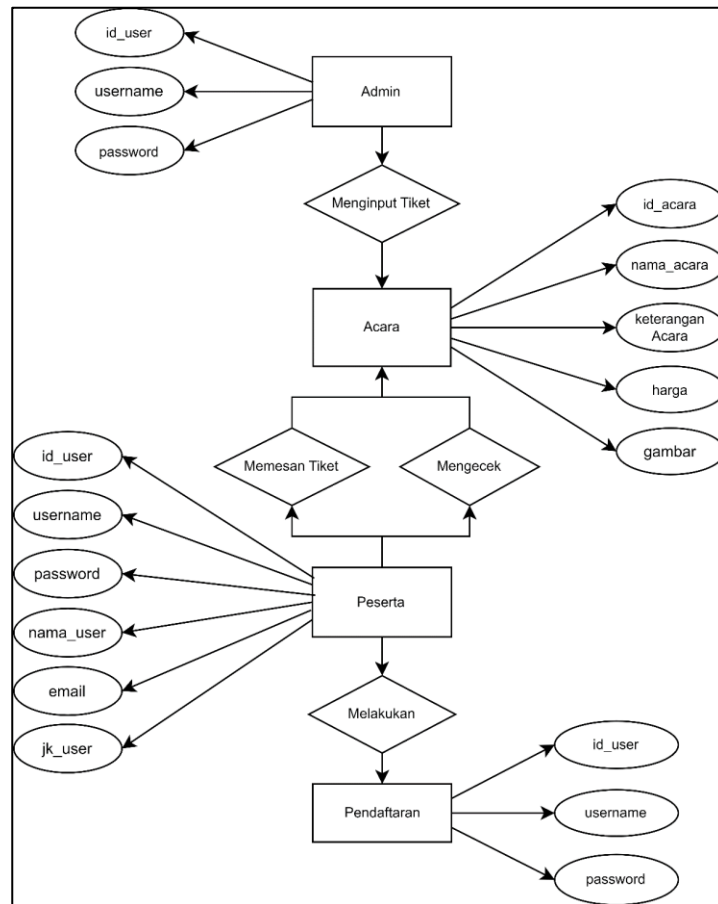 id_user
Admin
username
password
Menginput Tiket
id_acara
nama_acara
Acara
keterangan
Acara
harga
gambar
Memesan Tiket
Mengecek
id_user
username
password
Peserta
nama_user
email
jk_user
Melakukan
id_user
Pendaftaran
username
password